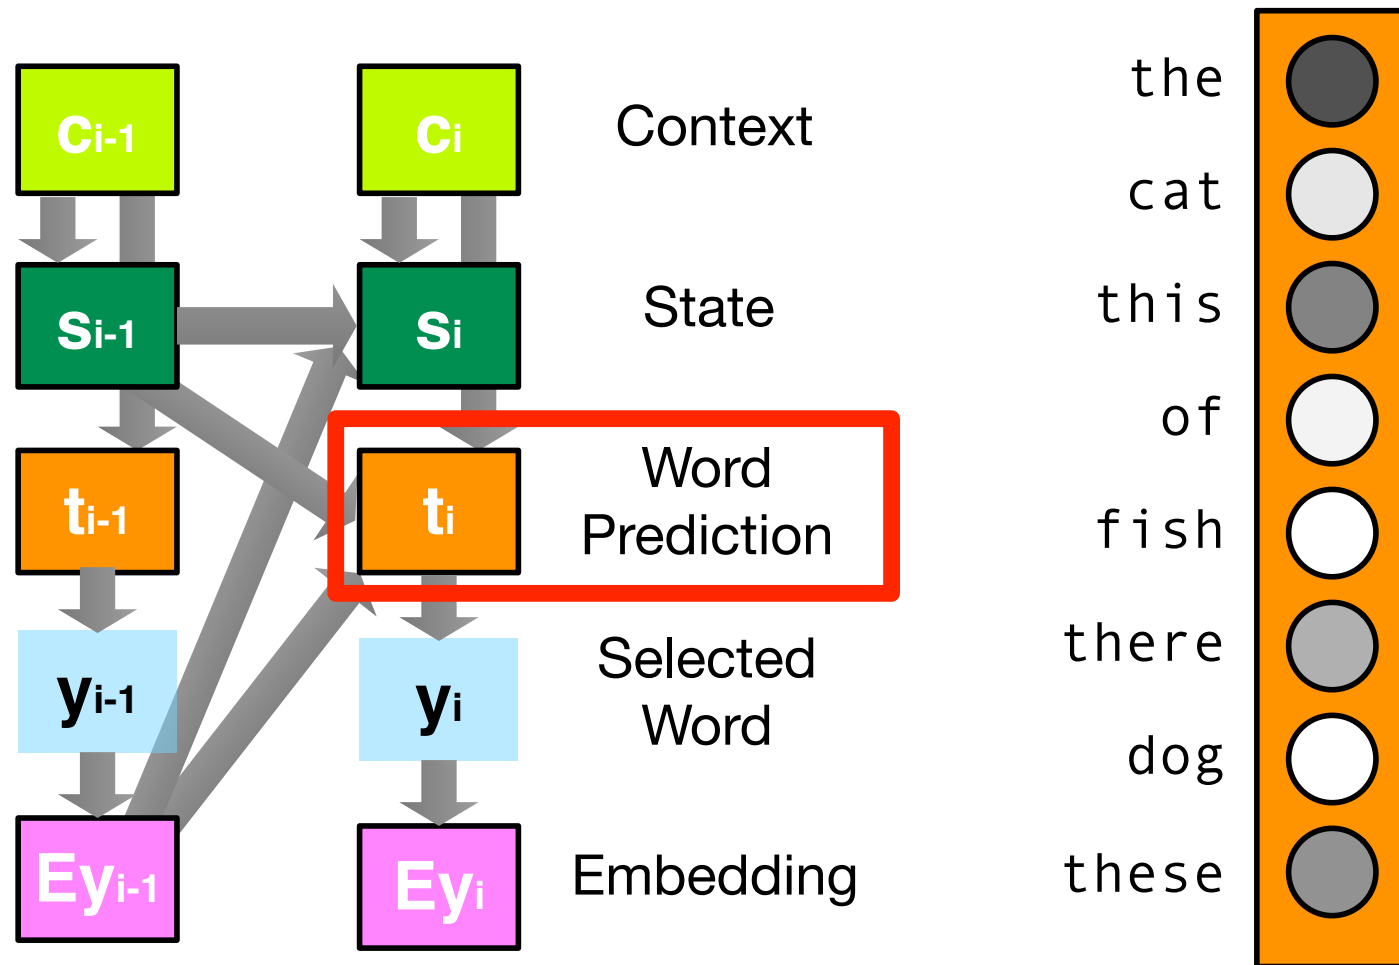 ci-1
ci
Context
si-1
si
State
ti-1
ti
Word
Prediction
yi-1
yi
Selected
Word
Eyi-1
Eyi
Embedding
the
cat
this
of
fish
there
dog
these